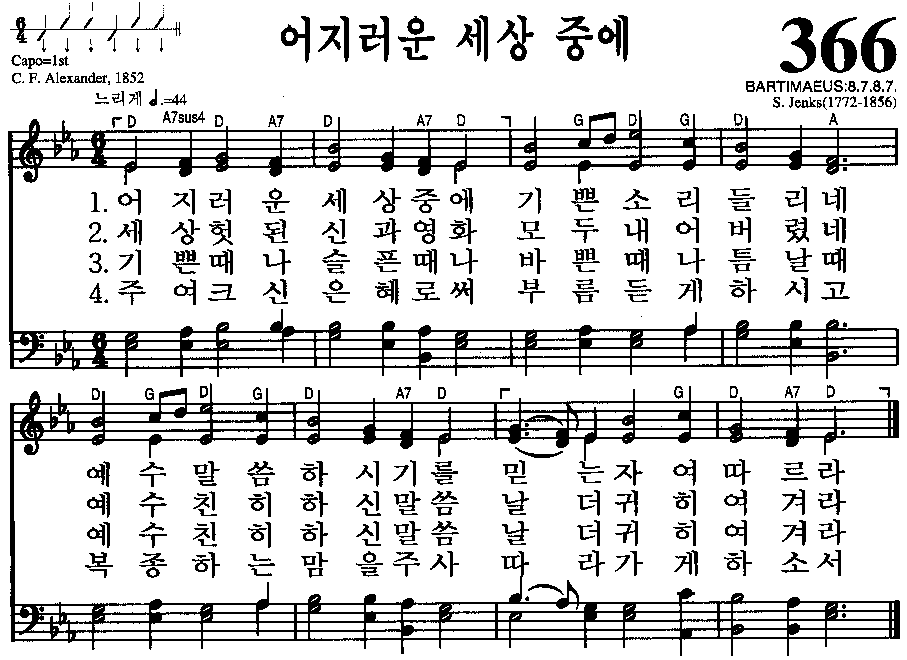 어지러운 세상 중에
366
6/4
Capo=1st
C. F. Alexander, 1852
BARTIMAEUS:8.7.8.7.
S. Jenks(1772-1856)
느리게 𝅗𝅥.=44
D A7sus4 D A7 D A7 D G D G D A
6/4
1. 어 지 러 운 세 상 중 에 기 쁜 소 리 들 리 네
2. 세 상 헛 된 신 과 영 화 모 두 내 어 버 렸 네
3. 기 쁜 때 나 슬 픈 때 나 바 쁜 때 나 틈 날 때
4. 주 여 크 신 은 혜 로 써 부 름 듣 게 하 시 고
6/4
D G D G D A7 D G D A7 D
예 수 말 씀 하 시 기 를 믿 는 자 여 따 르 라
예 수 친 히 하 신 말 씀 날 더 귀 히 여 겨 라
예 수 친 히 하 신 말 씀 날 더 귀 히 여 겨 라
복 종 하 는 맘 을 주 사 따 라 가 게 하 소 서